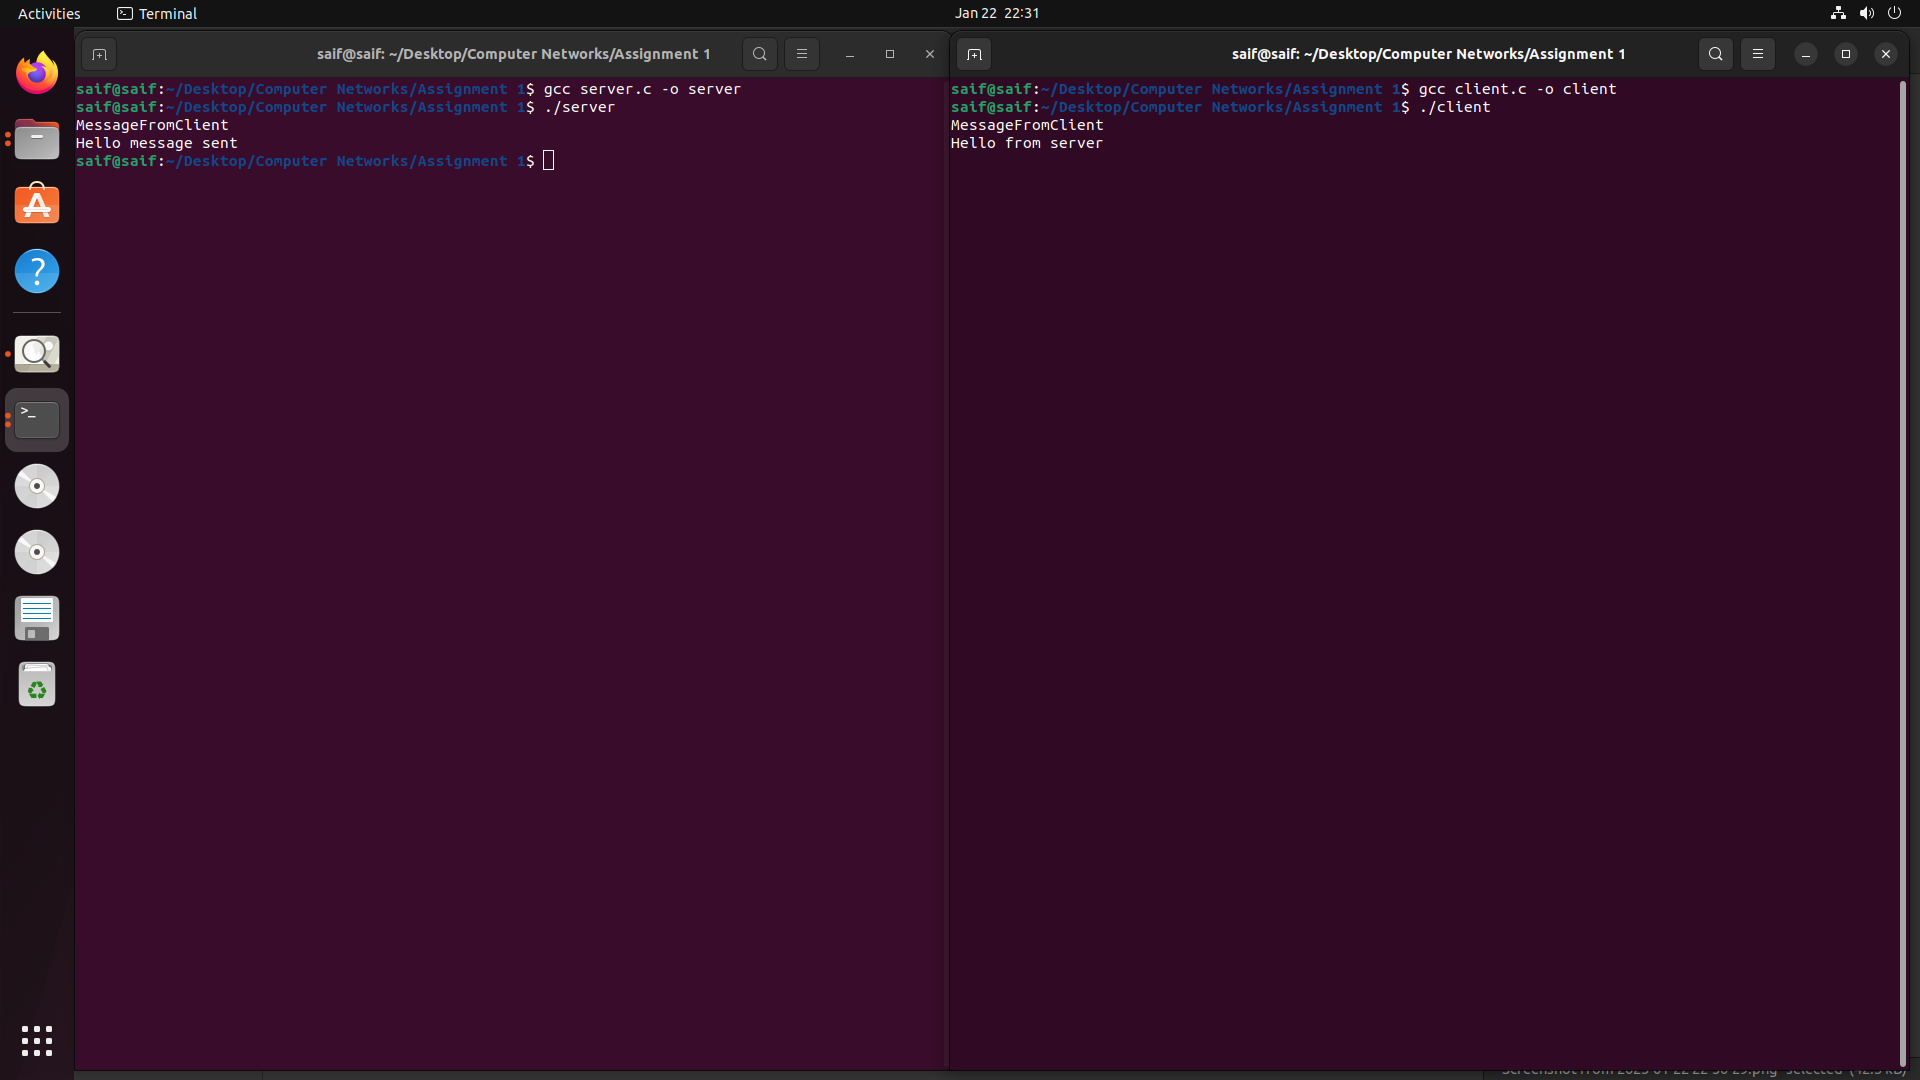 Activities
Terminal
Jan 22 22:31
saif@saif: ~/Desktop/Computer Networks/Assignment 1
saif@saif:~/Desktop/Computer Networks/Assignment 1$ gcc server.c -o server
saif@saif:~/Desktop/Computer Networks/Assignment 1$ ./server
MessageFromClient
Hello message sent
saif@saif:~/Desktop/Computer Networks/Assignment 1$
saif@saif: ~/Desktop/Computer Networks/Assignment 1
saif@saif:~/Desktop/Computer Networks/Assignment 1$ gcc client.c -o client
saif@saif:~/Desktop/Computer Networks/Assignment 1$ ./client
MessageFromClient
Hello from server